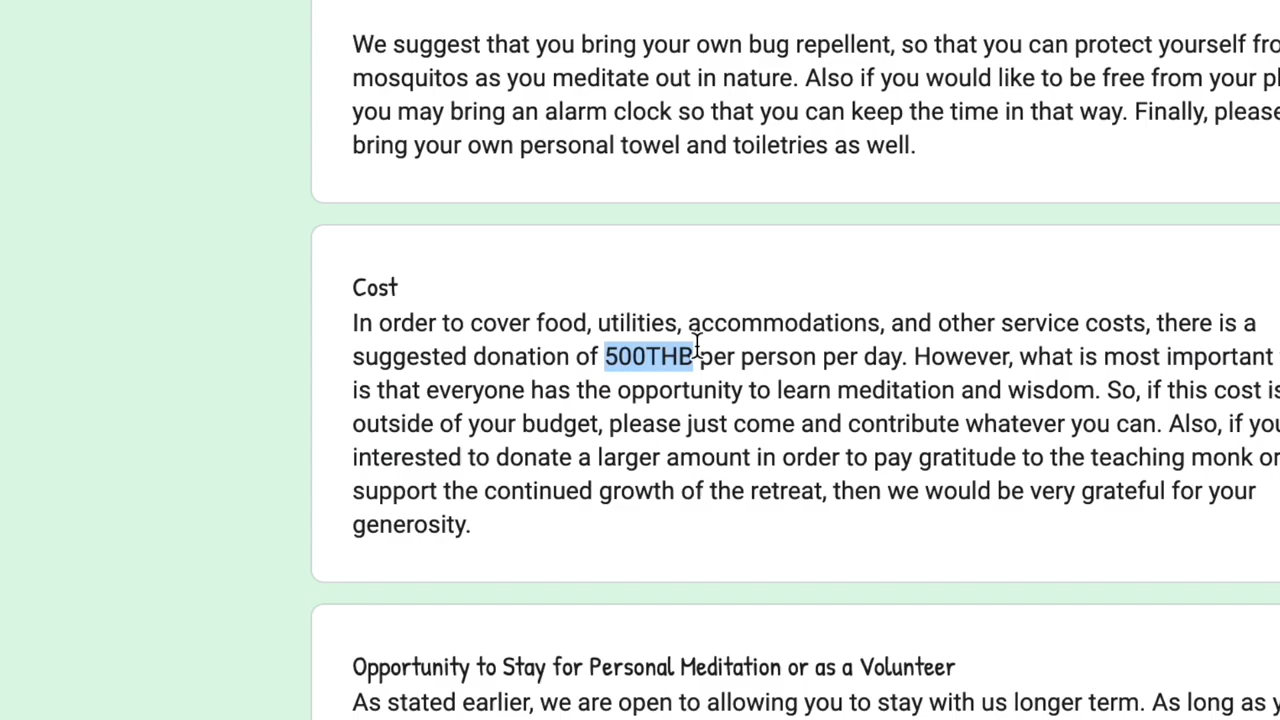 We suggest that you bring your own bug repellent, so that you can protect yourself
mosquitos as you meditate out in nature. Also if you would like to be free from your
you may bring an alarm clock so that you can keep the time in that way. Finally, please
bring your own personal towel and toiletries as well.
Cost
In order to cover food, utilities, accommodations, and other service costs, there is a
suggested donation of 500THB per person per day. However, what is most important
is that everyone has the opportunity to learn meditation and wisdom. So, if this cost is
outside of your budget, please just come and contribute whatever you can. Also, if you
interested to donate a larger amount in order to pay gratitude to the teaching monk or
support the continued growth of the retreat, then we would be very grateful for your
generosity.
Opportunity to Stay for Personal Meditation or as a Volunteer
As stated earlier, we are open to allowing you to stay with us longer term. As long as